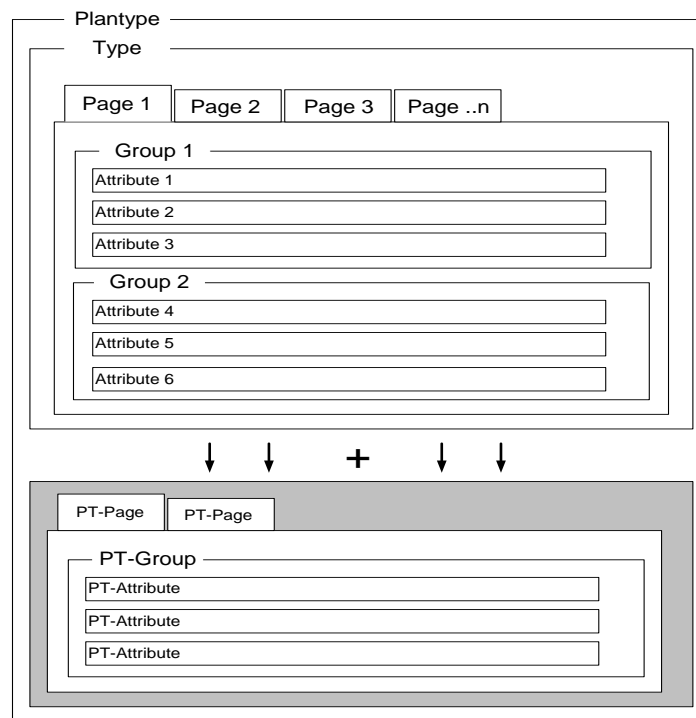 Plantype
Type
Page 1 Page 2 Page 3 Page ..n
Group 1
Attribute 1
Attribute 2
Attribute 3
Group 2
Attribute 4
Attribute 5
Attribute 6
+
PT-Page PT-Page
PT-Group
PT-Attribute
PT-Attribute
PT-Attribute